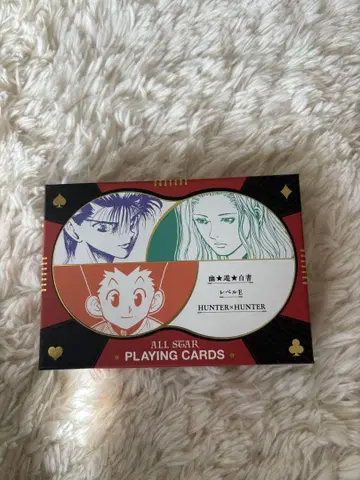 幽★遊★白書
レベルE
HUNTER×HUNTER
ALL STAR
PLAYING CARDS